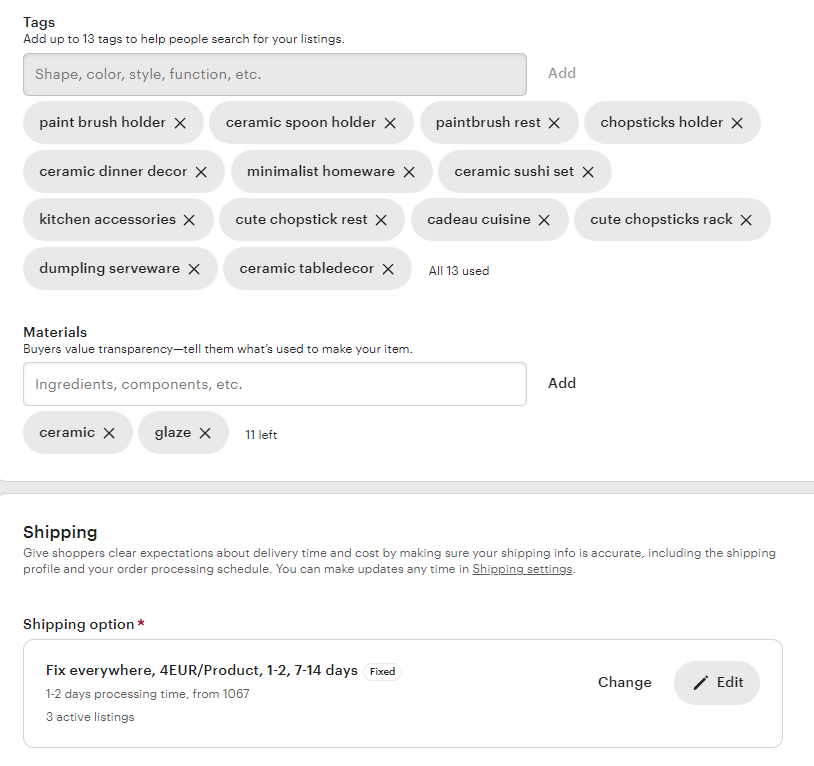 Tags
Add up to 13 tags to help people search for your listings.
Shape, color, style, function, etc. Add
paint brush holder ceramic spoon holder paintbrush rest chopsticks holder
ceramic dinner decor minimalist homeware ceramic sushi set
kitchen accessories cute chopstick rest cadeau cuisine cute chopsticks rack
dumpling serveware ceramic tabledecor All 13 used
Materials
Buyers value transparency—tell them what's used to make your item.
Ingredients, components, etc. Add
ceramic glaze 11 left
Shipping
Give shoppers clear expectations about delivery time and cost by making sure your shipping info is accurate, including the shipping
profile and your order processing schedule. You can make updates any time in Shipping settings.
Shipping option*
Fix everywhere, 4EUR/Product, 1-2, 7-14 days Fixed
Change Edit
1-2 days processing time, from 1067
3 active listings